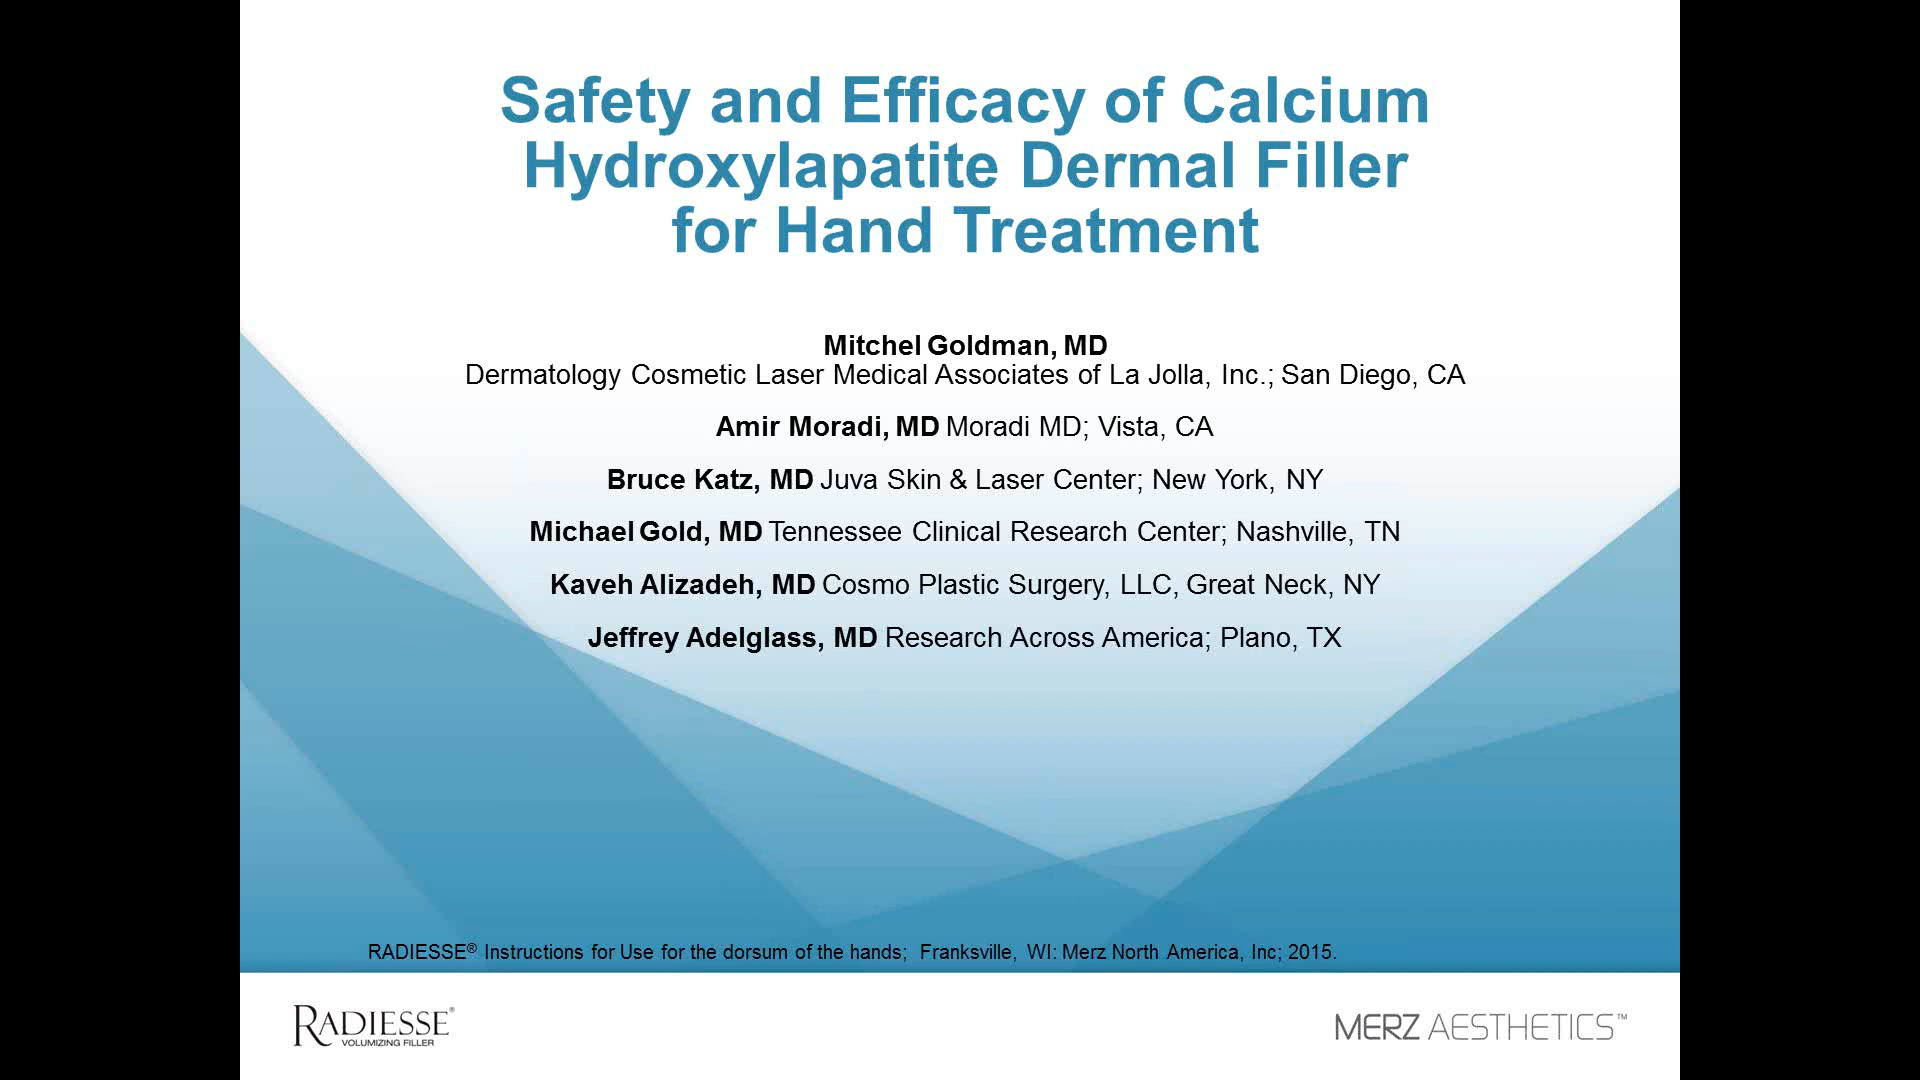 Safety and Efficacy of Calcium
Hydroxylapatite Dermal Filler
for Hand Treatment
Mitchel Goldman, MD
Dermatology Cosmetic Laser Medical Associates of La Jolla, Inc.; San Diego, CA
Amir Moradi, MD Moradi MD; Vista, CA
Bruce Katz, MD Juva Skin & Laser Center; New York, NY
Michael Gold, MD Tennessee Clinical Research Center; Nashville, TN
Kaveh Alizadeh, MD Cosmo Plastic Surgery, LLC, Great Neck, NY
Jeffrey Adelglass, MD Research Across America; Plano, TX
RADIESSE® Instructions for Use for the dorsum of the hands; Franksville, WI: Merz North America, Inc; 2015.
RADIESSE®
VOLUMIZING FILLER
MERZ AESTHETICS™